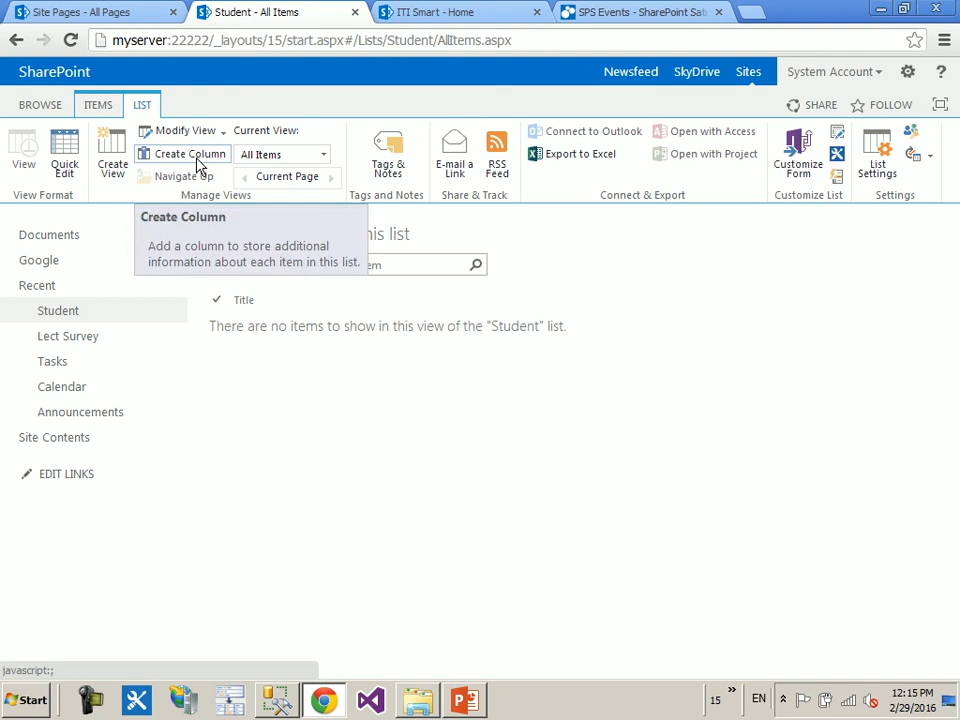 Site Pages - All Pages
Student - All Items
ITI Smart - Home
SPS Events - SharePoint Satu
myserver:22222/_layouts/15/start.aspx#/Lists/Student/AllItems.aspx
SharePoint
Newsfeed SkyDrive Sites System Account ?
BROWSE ITEMS LIST SHARE FOLLOW
View
Quick Edit
Create View
Modify View
Create Column
Navigate Up
Current View:
All Items
Current Page
Tags & Notes
E-mail a Link
RSS Feed
Connect to Outlook
Export to Excel
Open with Access
Open with Project
Customize Form
List Settings
View Format Manage Views Tags and Notes Share & Track Connect & Export Customize List Settings
Create Column
Add a column to store additional
information about each item in this list.
his list
em
Documents
Google
Recent
Student
Lect Survey
Tasks
Calendar
Announcements
Site Contents
EDIT LINKS
Title
There are no items to show in this view of the "Student" list.
javascript:;
Start
15
EN
12:15 PM
2/29/2016